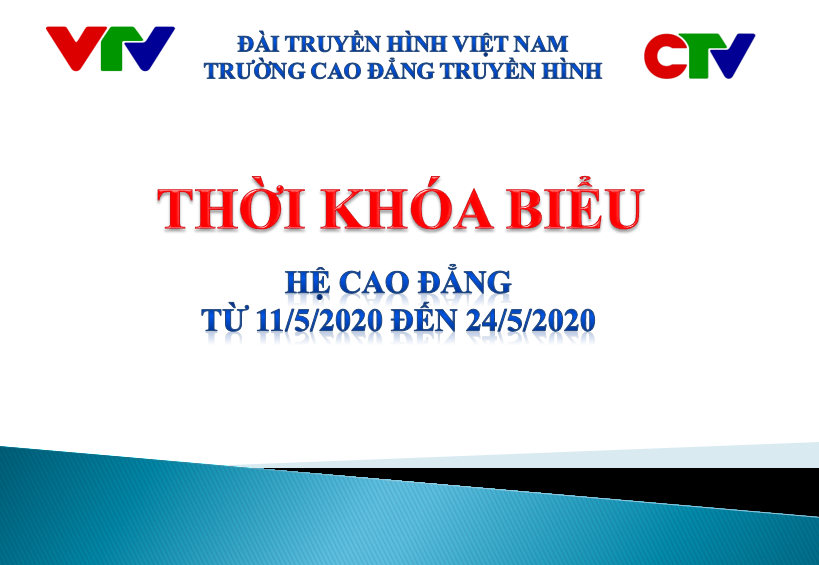 VTV
ĐÀI TRUYỀN HÌNH VIỆT NAM
TRƯỜNG CAO ĐẲNG TRUYỀN HÌNH
CTV
THỜI KHÓA BIỂU
HỆ CAO ĐẲNG
TỪ 11/5/2020 ĐẾN 24/5/2020